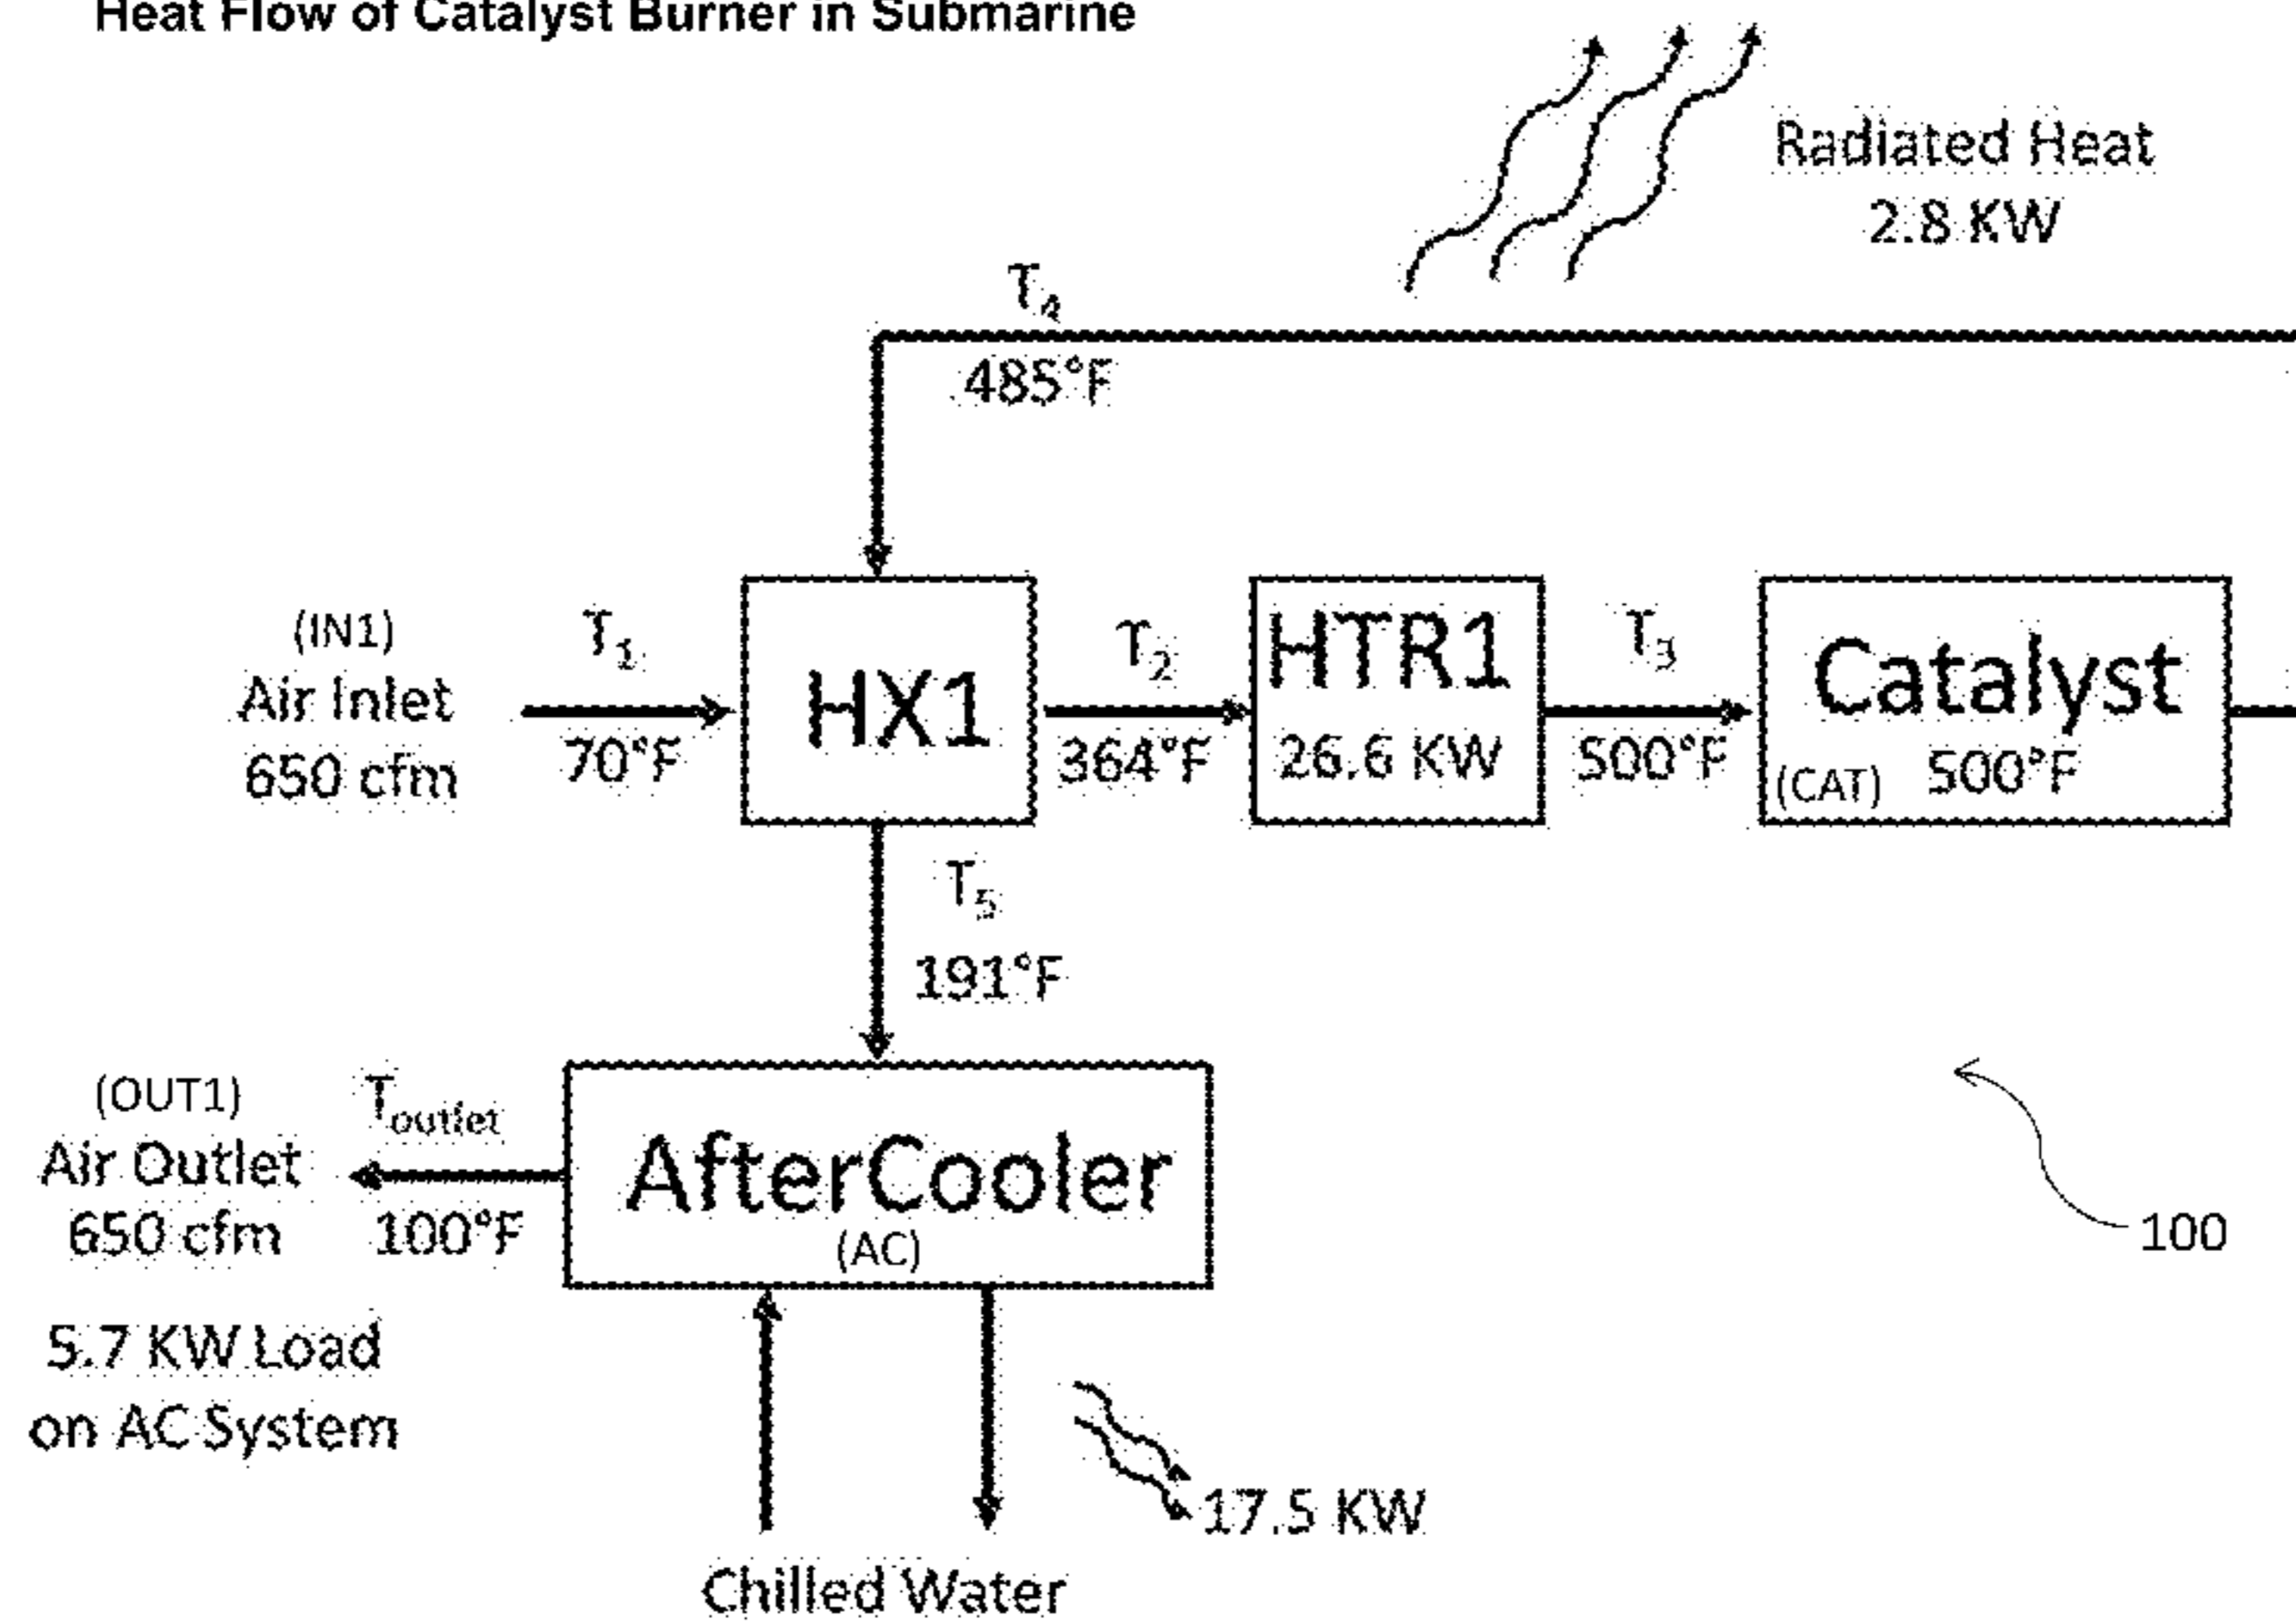 Heat Flow of Catalyst Burner in Submarine
Radiated Heat
2.8 KW
T4
485°F
(IN1)
Air Inlet
650 cfm
T1
70°F
HX1
T2
364°F
HTR1
26.6 KW
T3
500°F
Catalyst
(CAT) 500°F
T5
191°F
(OUT1)
Air Outlet
650 cfm
Toutlet
100°F
AfterCooler
(AC)
100
5.7 KW Load
on AC System
17.5 KW
Chilled Water